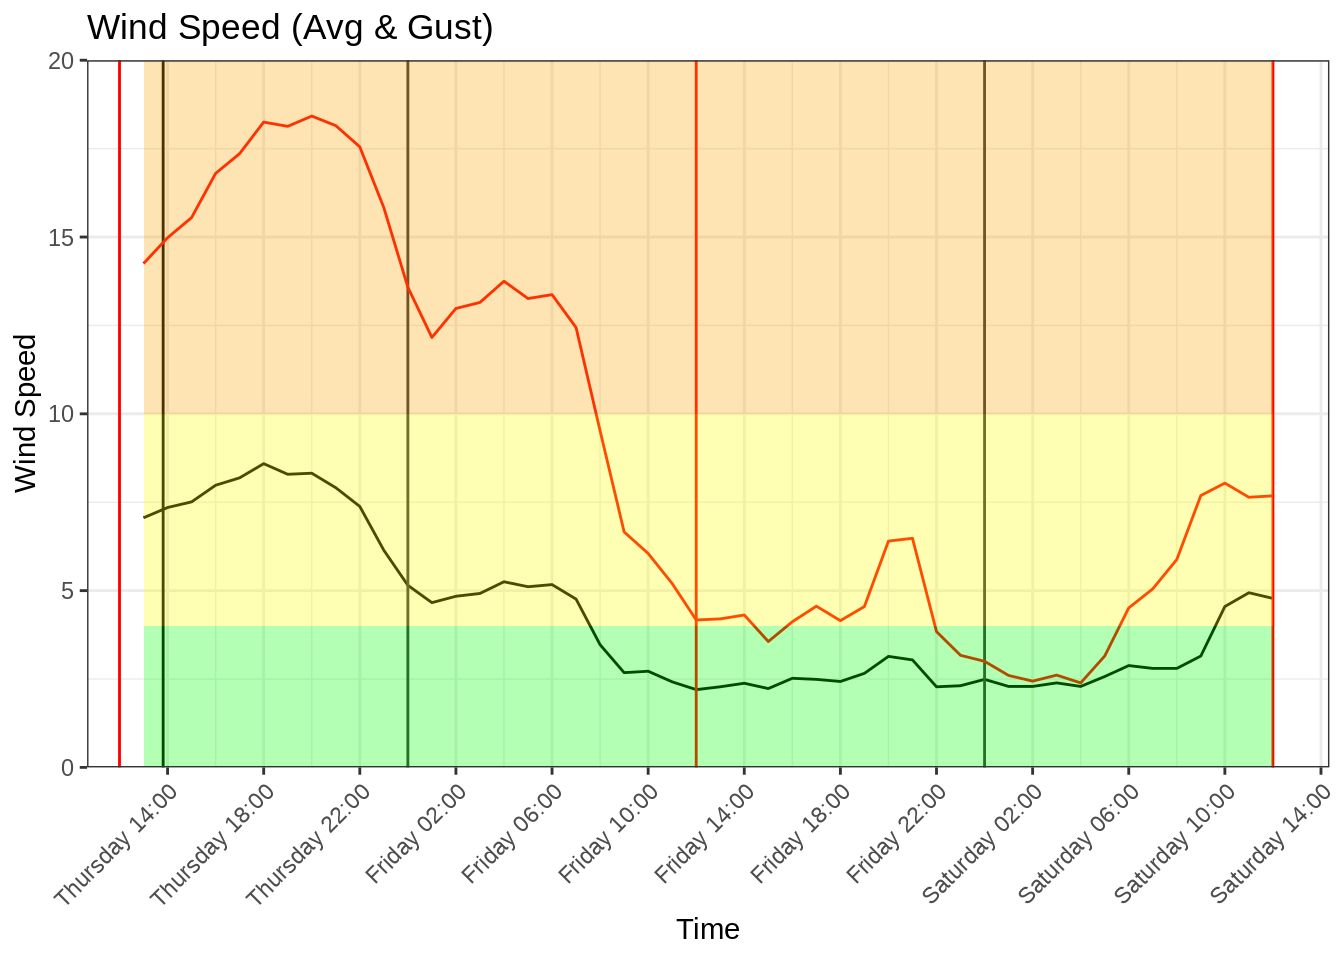 Wind Speed (Avg & Gust)
20
15
10
5
0
Wind Speed
Thursday 14:00
Thursday 18:00
Thursday 22:00
Friday 02:00
Friday 06:00
Friday 10:00
Friday 14:00
Friday 18:00
Friday 22:00
Saturday 02:00
Saturday 06:00
Saturday 10:00
Saturday 14:00
Time